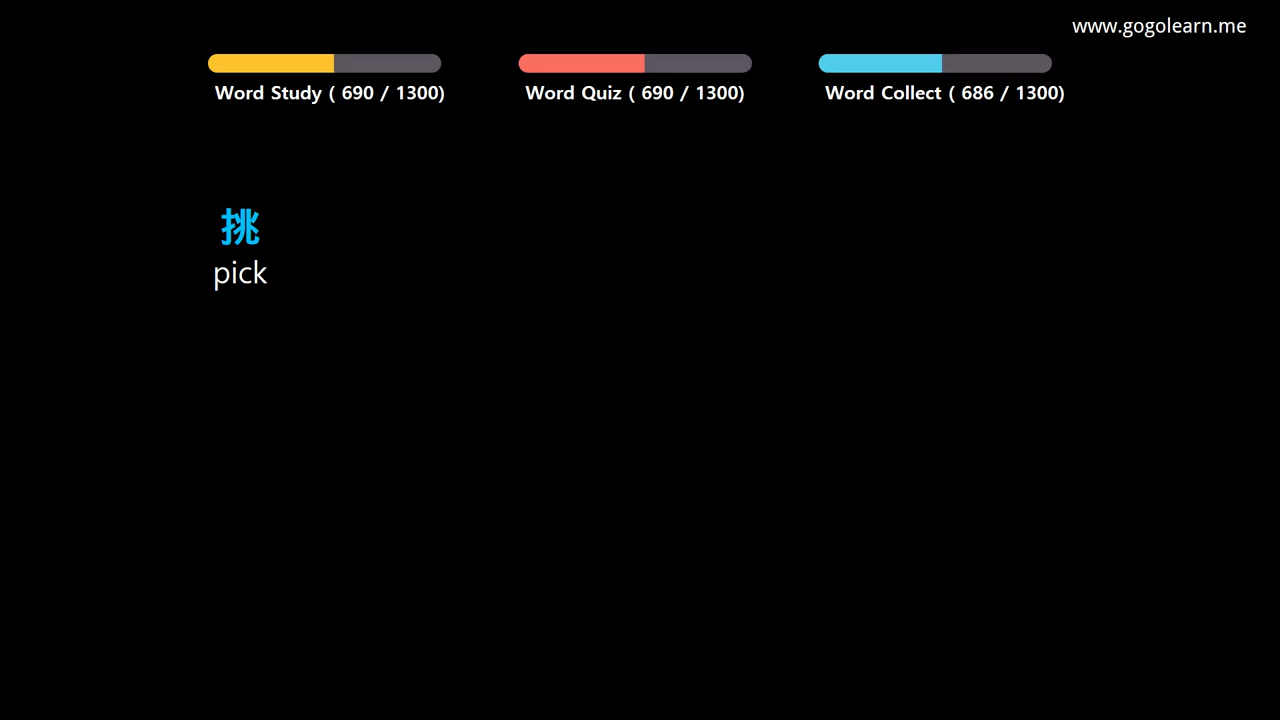 www.gogolearn.me
Word Study ( 690 / 1300)
Word Quiz ( 690 / 1300)
Word Collect ( 686 / 1300)
挑
pick